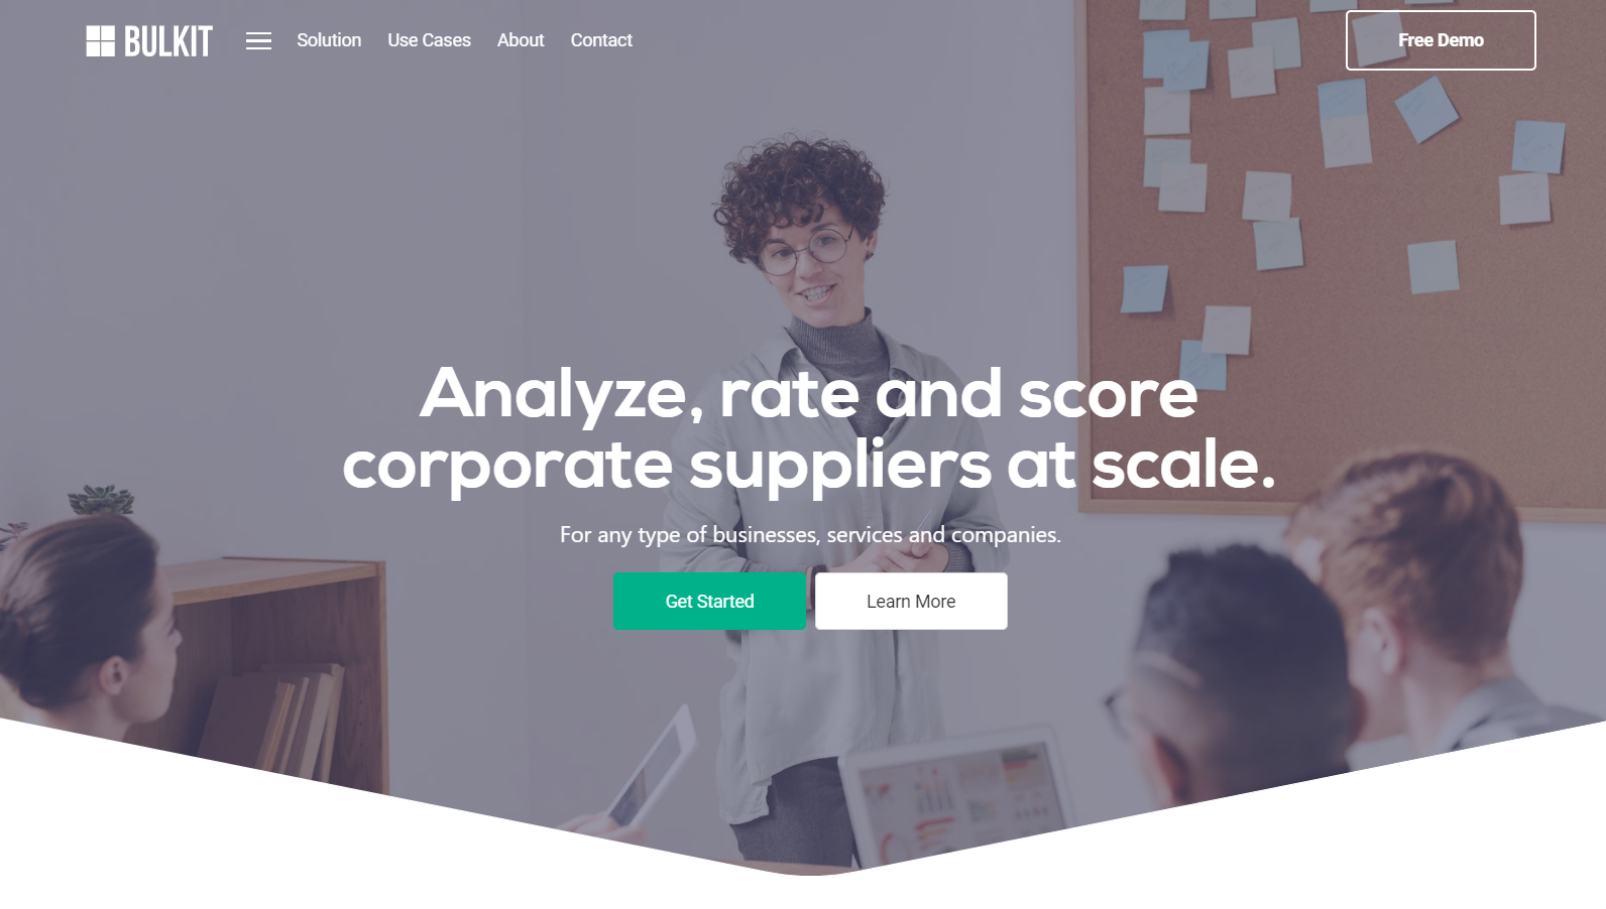 BULKIT
Solution
Use Cases
About
Contact
Free Demo
Analyze, rate and score
corporate suppliers at scale.
For any type of businesses, services and companies.
Get Started
Learn More